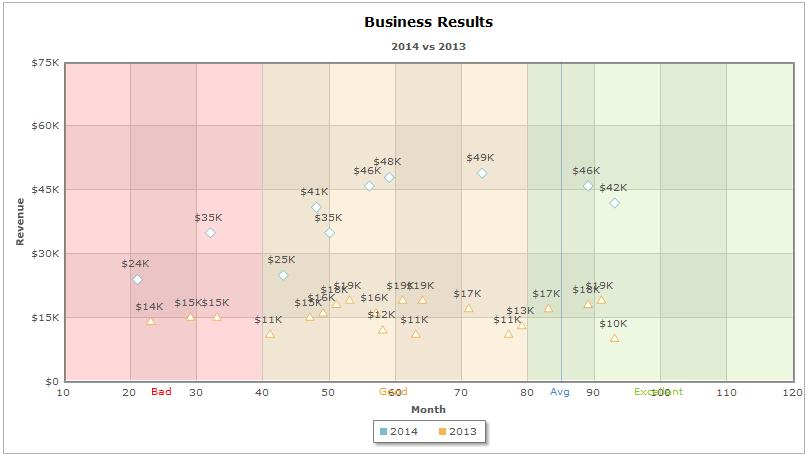 Business Results
2014 vs 2013
$75K
$60K
$45K
$30K
$15K
$0
Revenue
$49K
$48K
$46K
$46K
$42K
$41K
$35K
$35K
$25K
$24K
$19K
$19K
$19K
$19K
$18K
$18K
$17K
$17K
$16K
$16K
$15K
$15K
$15K
$14K
$13K
$12K
$11K
$11K
$11K
$10K
10 20 30 40 50 60 70 80 90 100 110 120
Bad Good Avg Excellent
Month
2014 2013